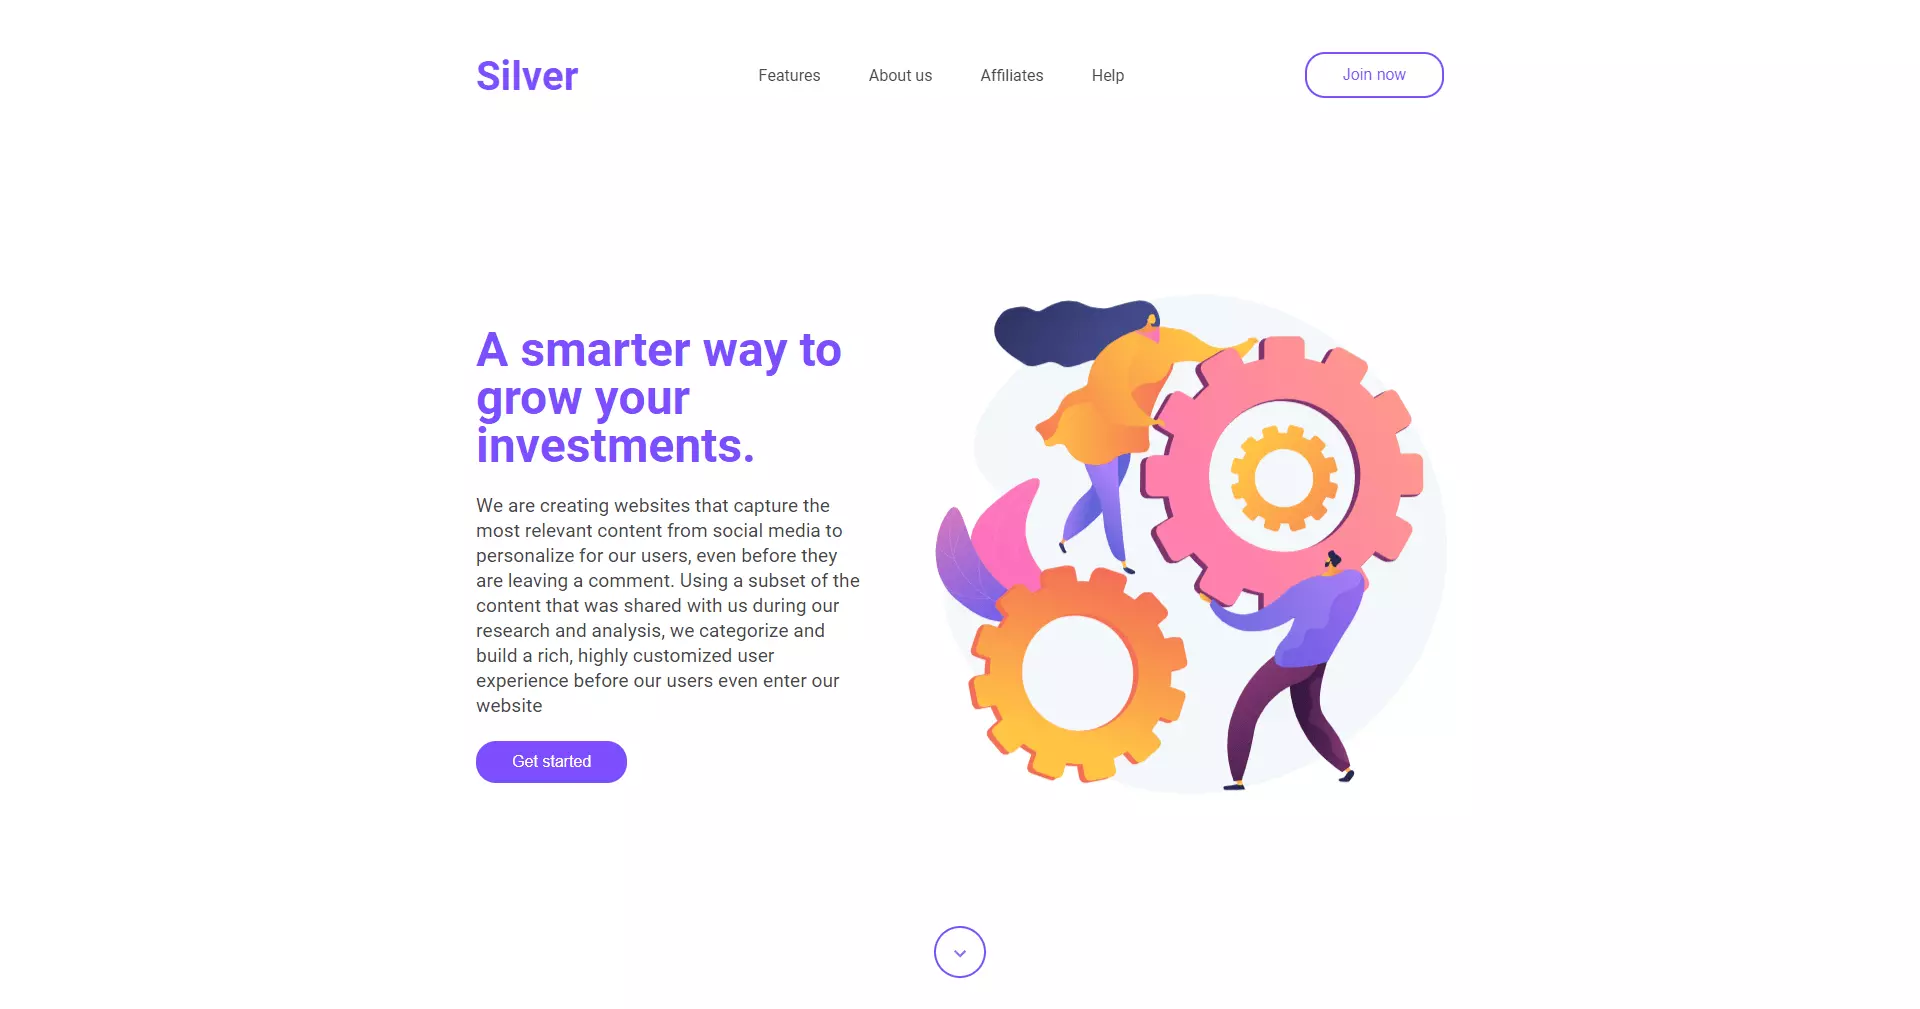 Silver
Features
About us
Affiliates
Help
Join now
A smarter way to
grow your
investments.
We are creating websites that capture the
most relevant content from social media to
personalize for our users, even before they
are leaving a comment. Using a subset of the
content that was shared with us during our
research and analysis, we categorize and
build a rich, highly customized user
experience before our users even enter our
website
Get started